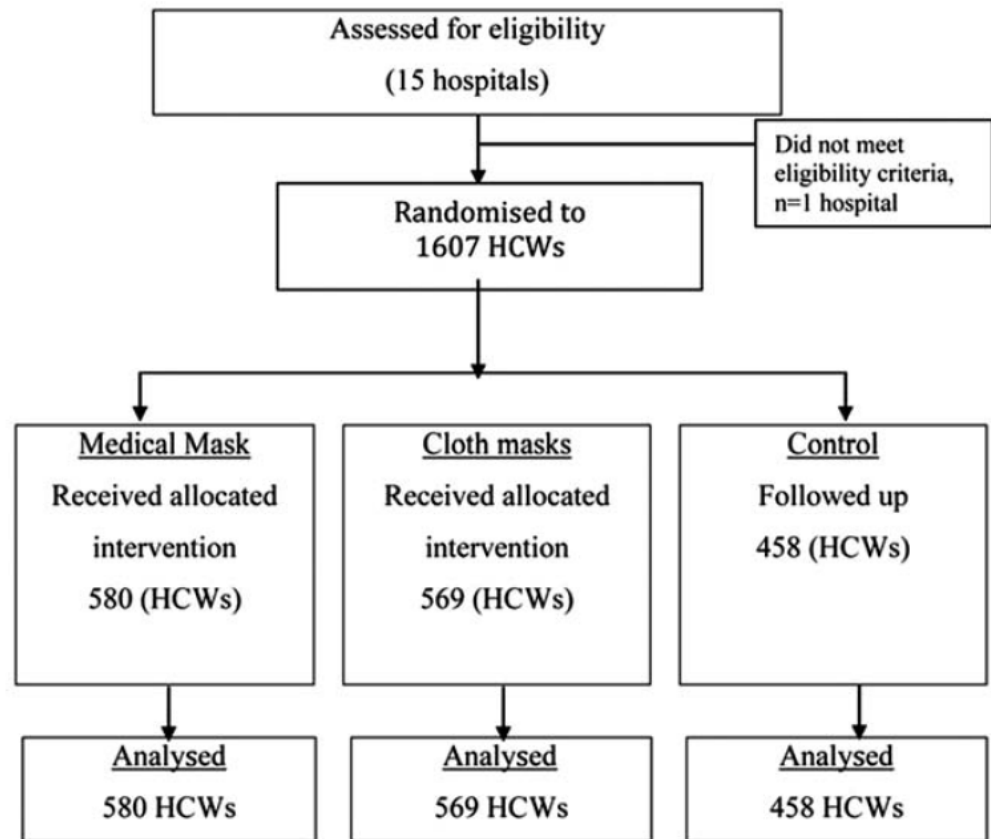 Assessed for eligibility
(15 hospitals)
Did not meet
eligibility criteria,
n=1 hospital
Randomised to
1607 HCWs
Medical Mask
Received allocated
intervention
580 (HCWs)
Cloth masks
Received allocated
intervention
569 (HCWs)
Control
Followed up
458 (HCWs)
Analysed
580 HCWs
Analysed
569 HCWs
Analysed
458 HCWs